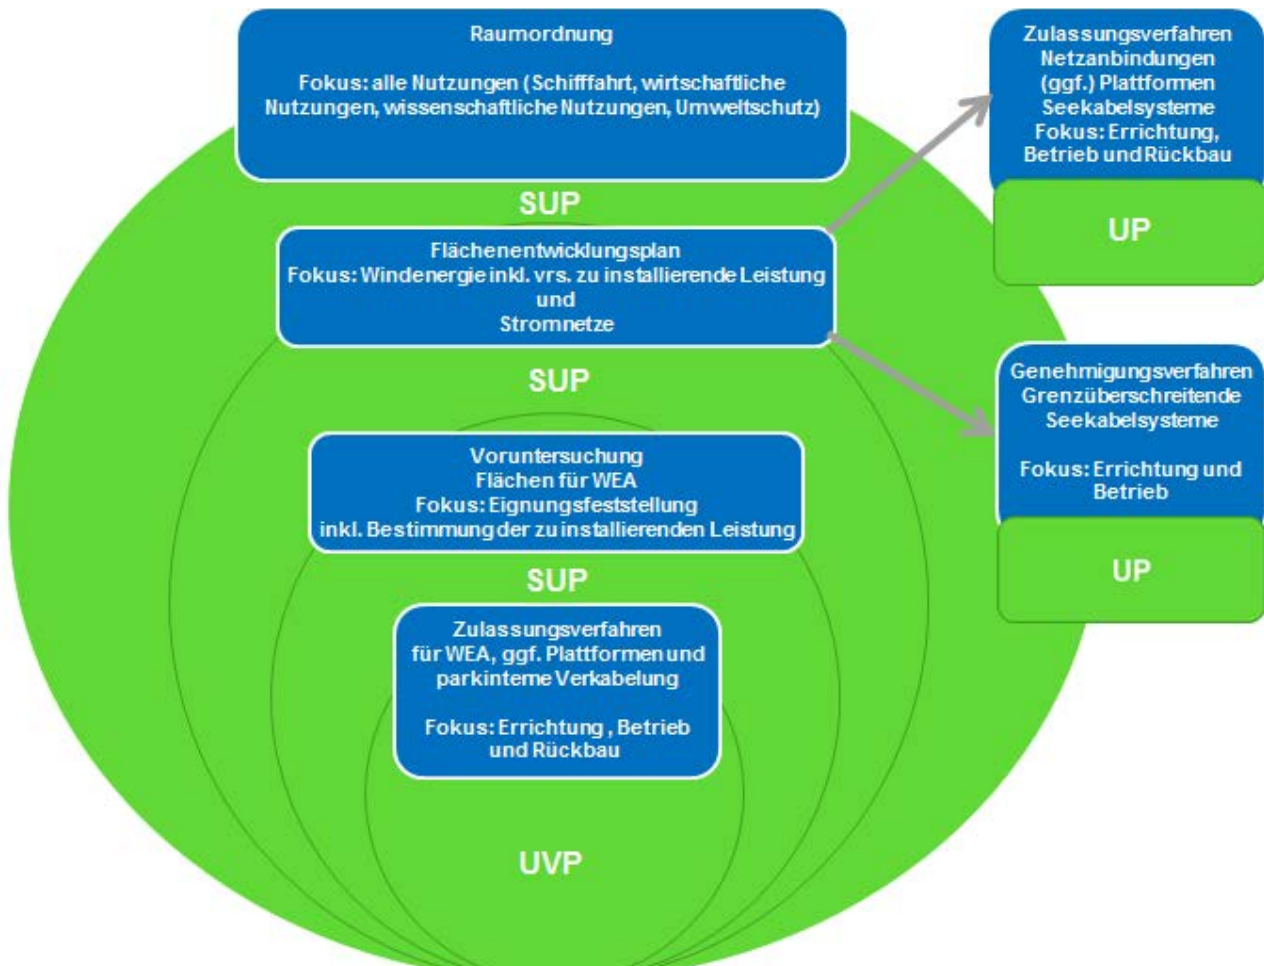 Raumordnung
Fokus: alle Nutzungen (Schifffahrt, wirtschaftliche
Nutzungen, wissenschaftliche Nutzungen, Umweltschutz)
SUP
Flächenentwicklungsplan
Fokus: Windenergie inkl. vrs. zu installierende Leistung
und
Stromnetze
SUP
Voruntersuchung
Flächen für WEA
Fokus: Eignungsfeststellung
inkl. Bestimmung der zu installierenden Leistung
SUP
Zulassungsverfahren
für WEA, ggf. Plattformen und
parkinterne Verkabelung
Fokus: Errichtung , Betrieb
und Rückbau
UVP
Zulassungsverfahren
Netzanbindungen
(ggf.) Plattformen
Seekabelsysteme
Fokus: Errichtung,
Betrieb und Rückbau
UP
Genehmigungsverfahren
Grenzüberschreitende
Seekabelsysteme
Fokus: Errichtung und
Betrieb
UP